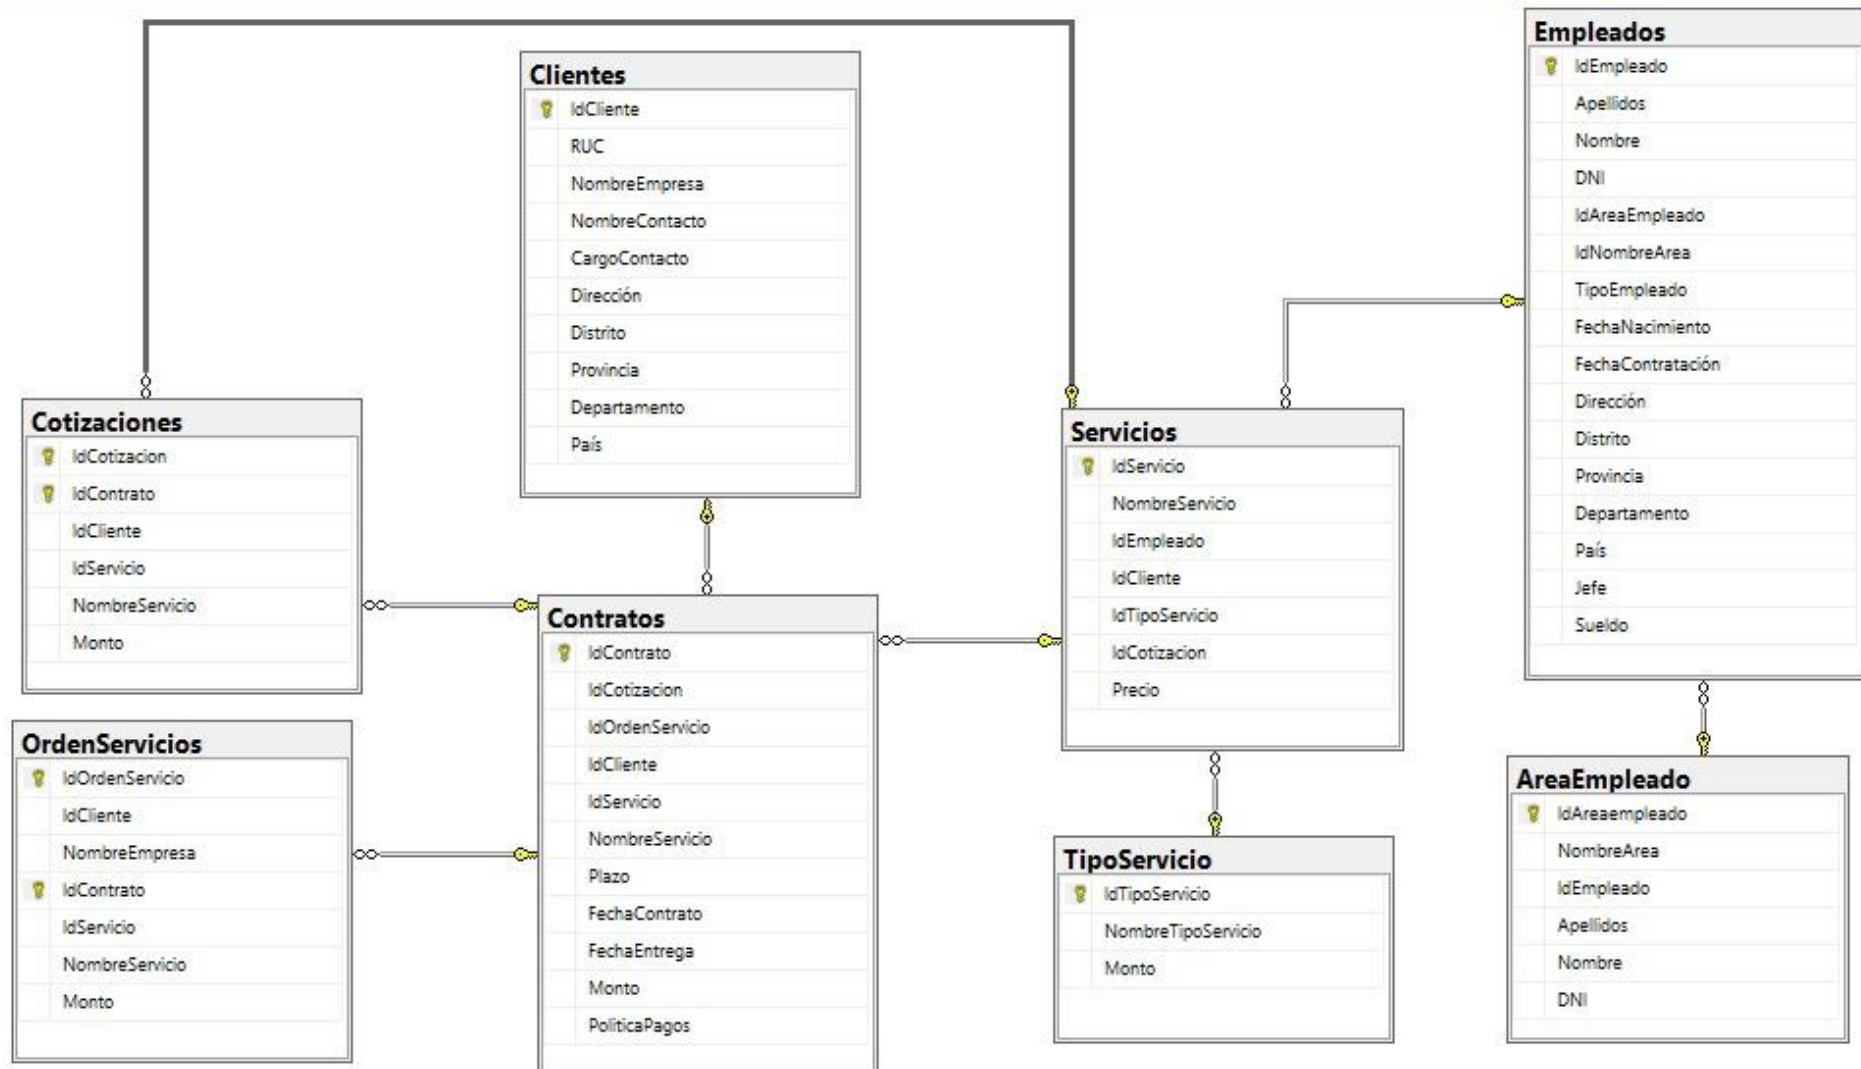 Clientes
IdCliente
RUC
NombreEmpresa
NombreContacto
CargoContacto
Dirección
Distrito
Provincia
Departamento
País
Empleados
IdEmpleado
Apellidos
Nombre
DNI
IdAreaEmpleado
IdNombreArea
TipoEmpleado
FechaNacimiento
FechaContratación
Dirección
Distrito
Provincia
Departamento
País
Jefe
Sueldo
Cotizaciones
IdCotizacion
IdContrato
IdCliente
IdServicio
NombreServicio
Monto
Servicios
IdServicio
NombreServicio
IdEmpleado
IdCliente
IdTipoServicio
IdCotizacion
Precio
Contratos
IdContrato
IdCotizacion
IdOrdenServicio
IdCliente
IdServicio
NombreServicio
Plazo
FechaContrato
FechaEntrega
Monto
PoliticaPagos
OrdenServicios
IdOrdenServicio
IdCliente
NombreEmpresa
IdContrato
IdServicio
NombreServicio
Monto
TipoServicio
IdTipoServicio
NombreTipoServicio
Monto
AreaEmpleado
IdAreaempleado
NombreArea
IdEmpleado
Apellidos
Nombre
DNI